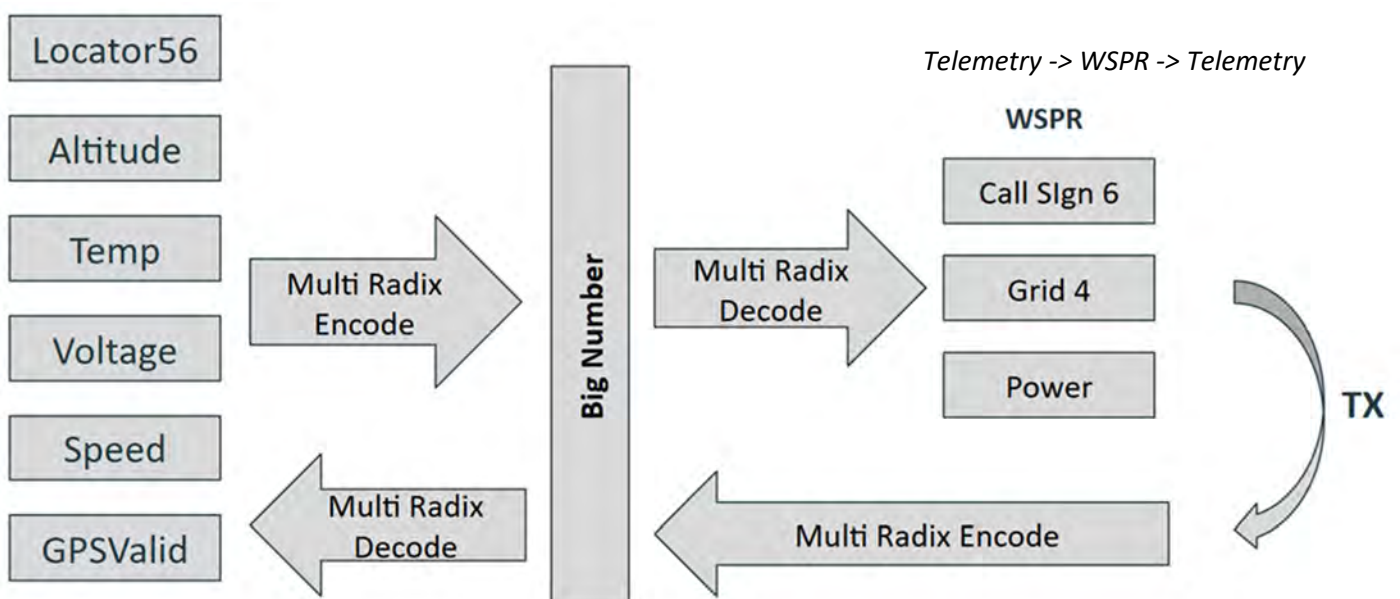 Locator56
Altitude
Temp
Voltage
Speed
GPSValid
Multi Radix
Encode
Multi Radix
Decode
Big Number
Telemetry -> WSPR -> Telemetry
WSPR
Multi Radix
Decode
Call SIgn 6
Grid 4
Power
TX
Multi Radix Encode